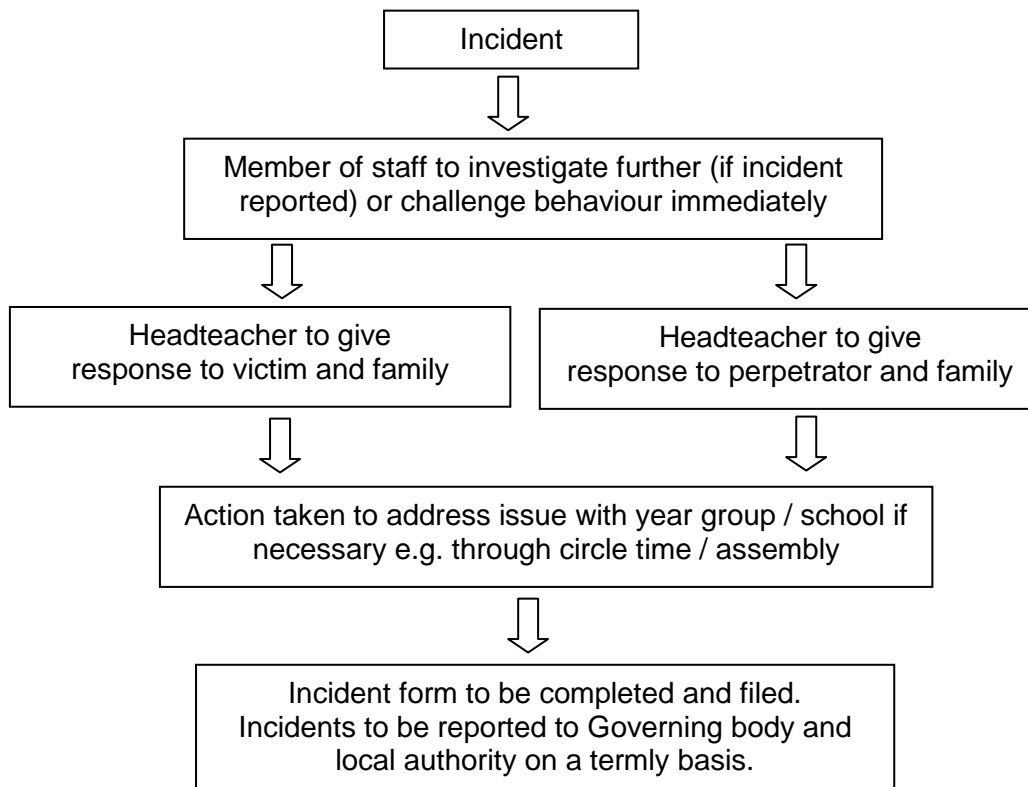 Incident
Member of staff to investigate further (if incident
reported) or challenge behaviour immediately
Headteacher to give
response to victim and family
Headteacher to give
response to perpetrator and family
Action taken to address issue with year group / school if
necessary e.g. through circle time / assembly
Incident form to be completed and filed.
Incidents to be reported to Governing body and
local authority on a termly basis.